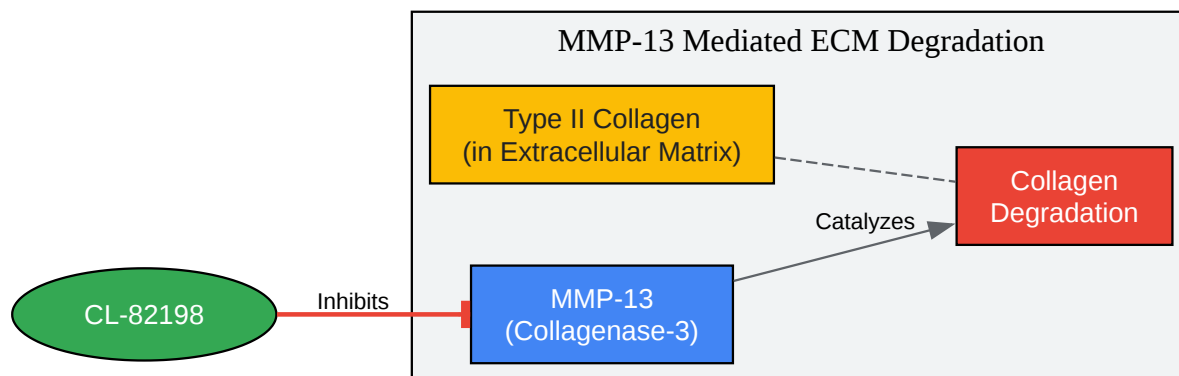 MMP-13 Mediated ECM Degradation
Type II Collagen
(in Extracellular Matrix)
Collagen
Degradation
Catalyzes
CL-82198
Inhibits
MMP-13
(Collagenase-3)